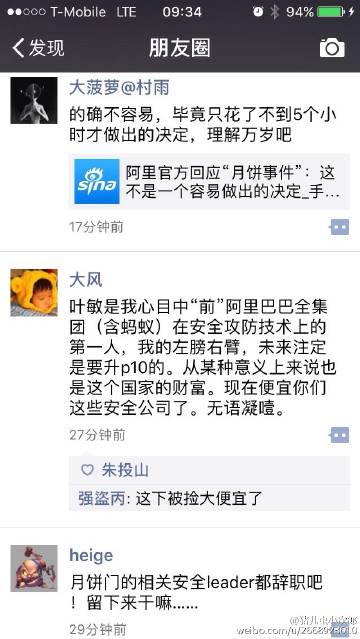 T-Mobile LTE 09:34 94%
发现 朋友圈
大菠萝@村雨
的确不容易，毕竟只花了不到5个小
时才做出的决定，理解万岁吧
sina
阿里官方回应“月饼事件”：这
不是一个容易做出的决定_手...
17分钟前
大风
叶敏是我心目中“前”阿里巴巴全集
团（含蚂蚁）在安全攻防技术上的
第一人，我的左膀右臂，未来注定
是要升p10的。从某种意义上来说也
是这个国家的财富。现在便宜你们
这些安全公司了。无语凝噎。
27分钟前
朱投山
强盗丙: 这下被捡大便宜了
heige
月饼门的相关安全leader都辞职吧
！留下来干嘛......
29分钟前